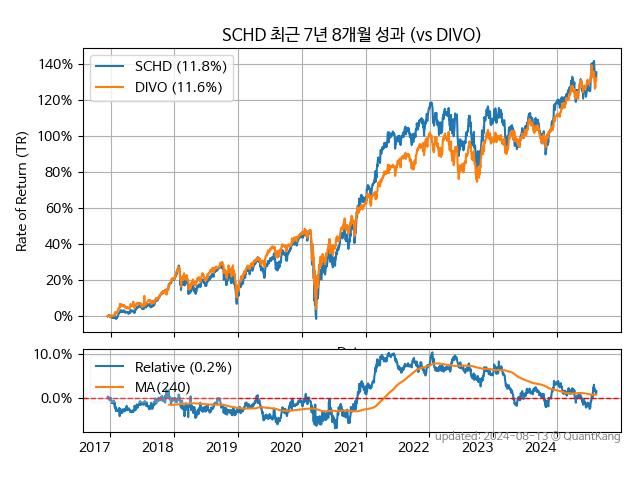 SCHD 최근 7년 8개월 성과 (vs DIVO)
140%
120%
100%
80%
60%
40%
20%
0%
Rate of Return (TR)
SCHD (11.8%)
DIVO (11.6%)
10.0%
0.0%
Relative (0.2%)
MA(240)
2017 2018 2019 2020 2021 2022 2023 2024
updated: 2024-08-13 © QuantKang